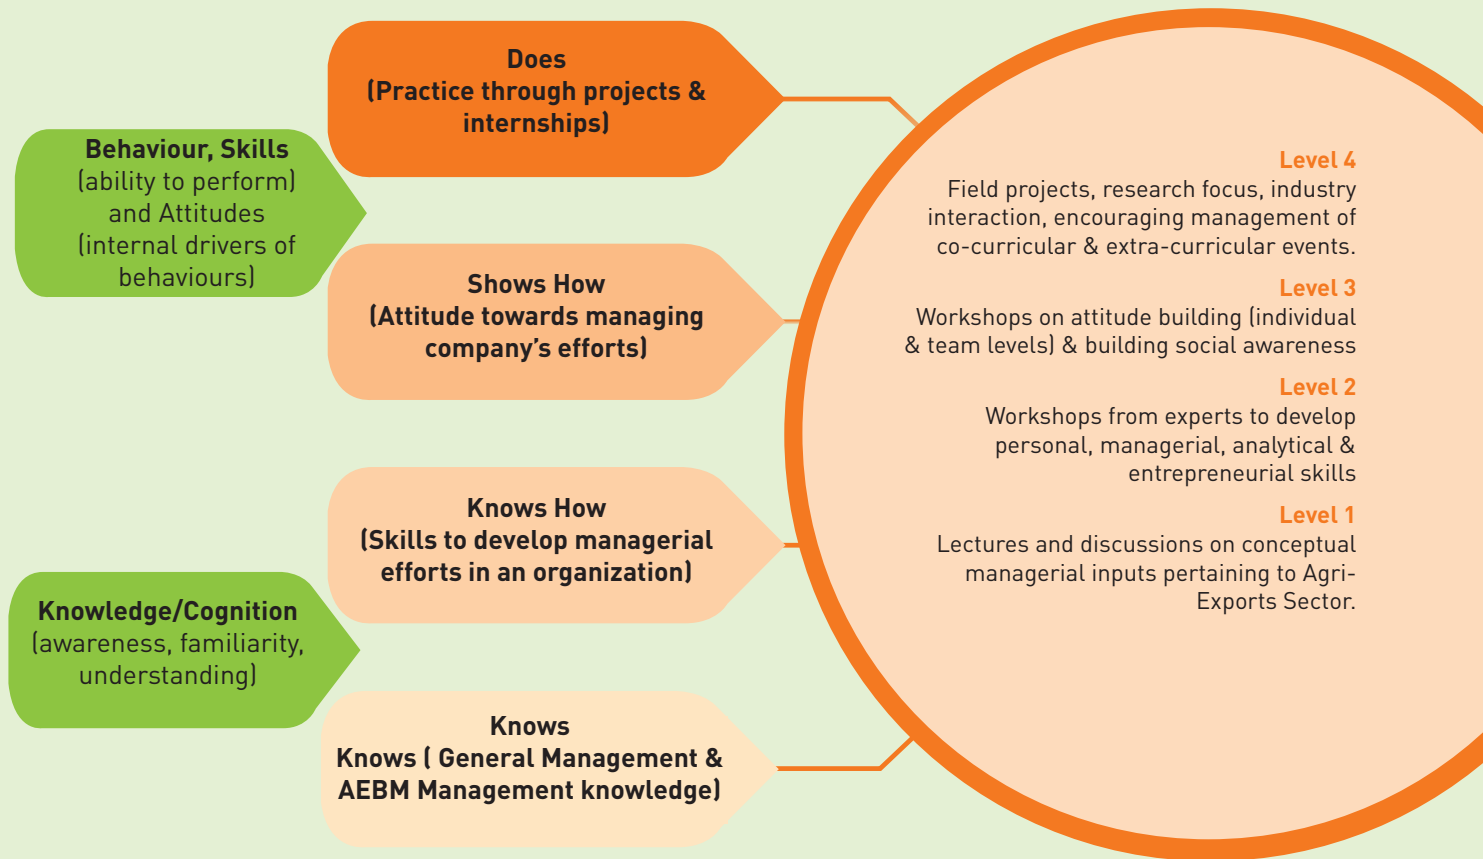 Behaviour, Skills
(ability to perform)
and Attitudes
(internal drivers of
behaviours)
Knowledge/Cognition
(awareness, familiarity,
understanding)
Does
(Practice through projects &
internships)
Shows How
(Attitude towards managing
company’s efforts)
Knows How
(Skills to develop managerial
efforts in an organization)
Knows
Knows ( General Management &
AEBM Management knowledge)
Level 4
Field projects, research focus, industry
interaction, encouraging management of
co-curricular & extra-curricular events.
Level 3
Workshops on attitude building (individual
& team levels) & building social awareness
Level 2
Workshops from experts to develop
personal, managerial, analytical &
entrepreneurial skills
Level 1
Lectures and discussions on conceptual
managerial inputs pertaining to Agri-
Exports Sector.